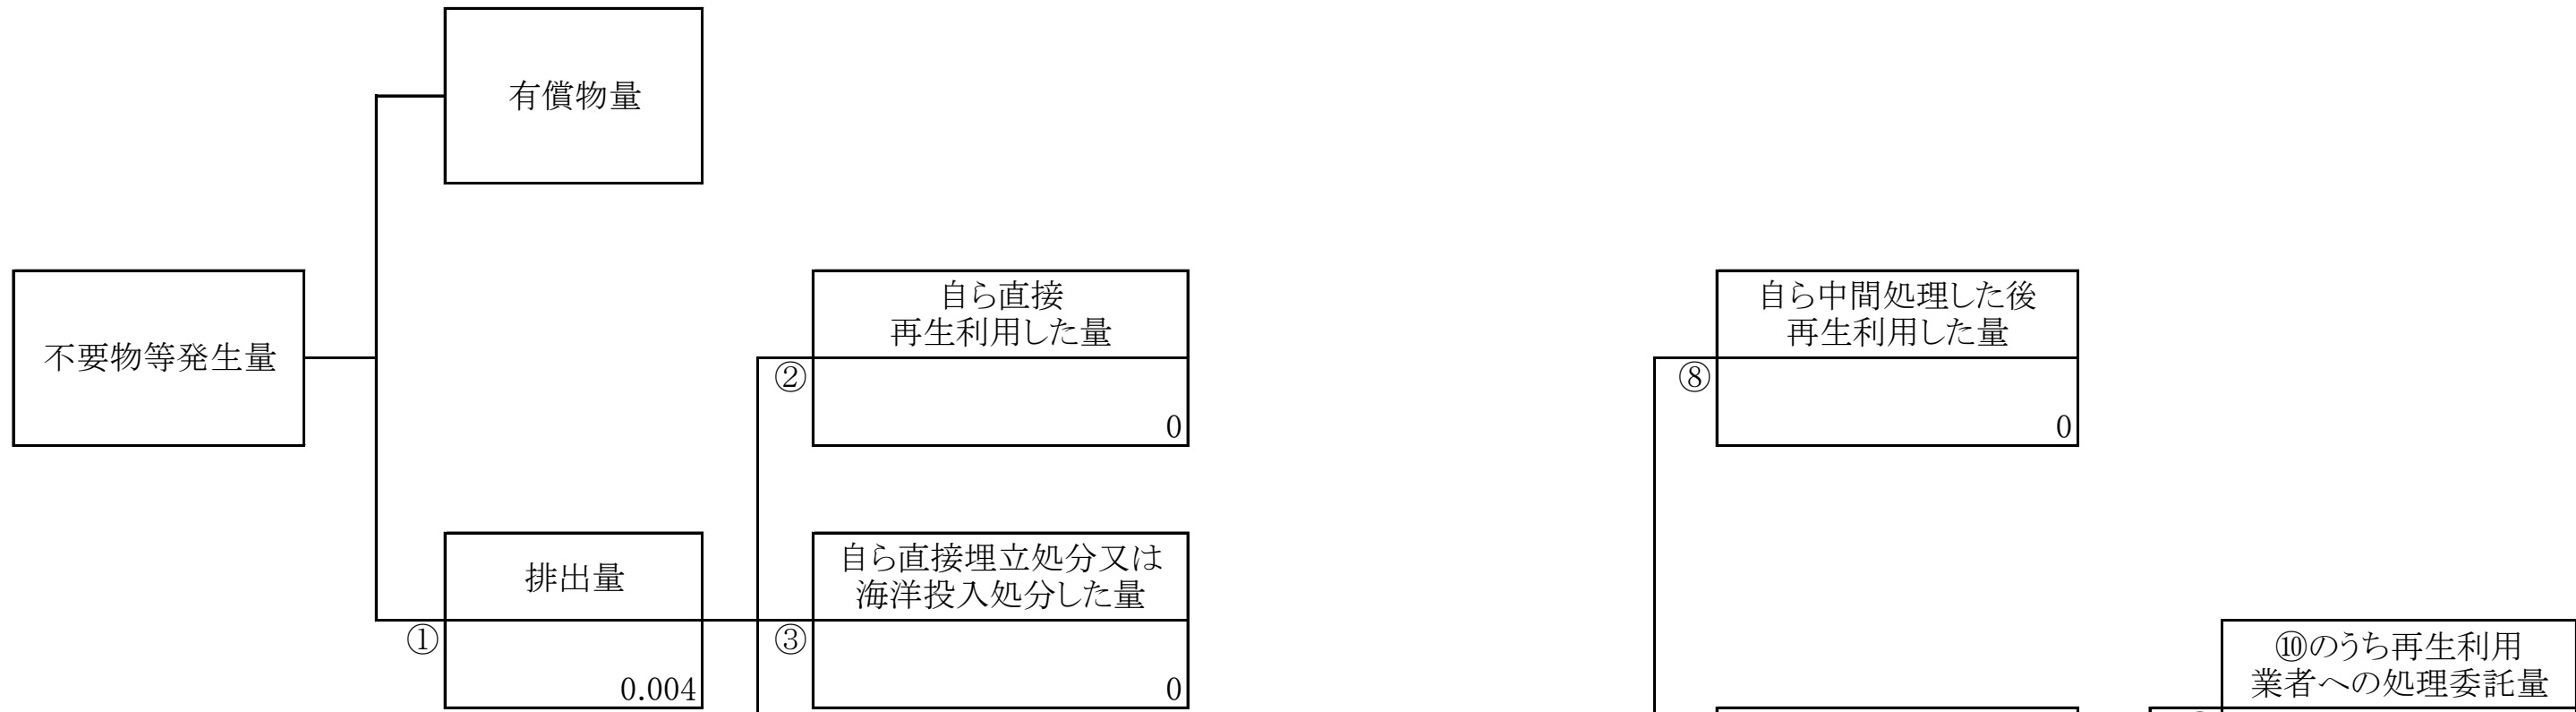 有償物量
不要物等発生量
自ら直接
再生利用した量
②
0
自ら中間処理した後
再生利用した量
⑧
0
排出量
①
0.004
自ら直接埋立処分又は
海洋投入処分した量
③
0
⑩のうち再生利用
業者への処理委託量